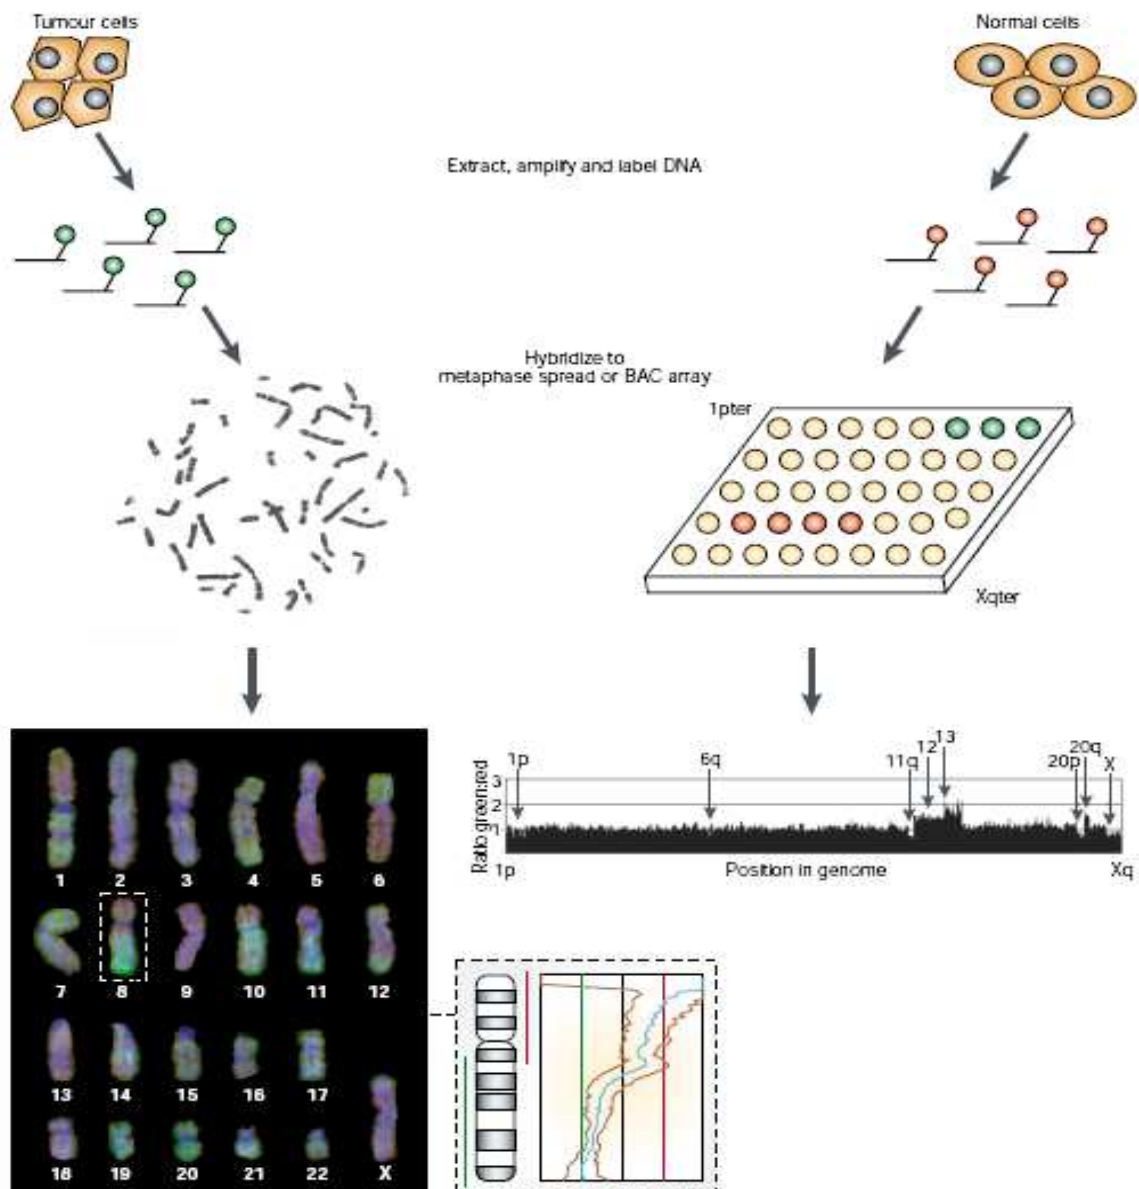 Tumour cells
Normal cells
Extract, amplify and label DNA
Hybridize to
metaphase spread or BAC array
1pter
Xqter
1 2 3 4 5 6
7 8 9 10 11 12
13 14 15 16 17
18 19 20 21 22 X
1p
6q
11q
12
13
20p
20q
X
Ratio green:red
3
2
1
1p
Position in genome
Xq